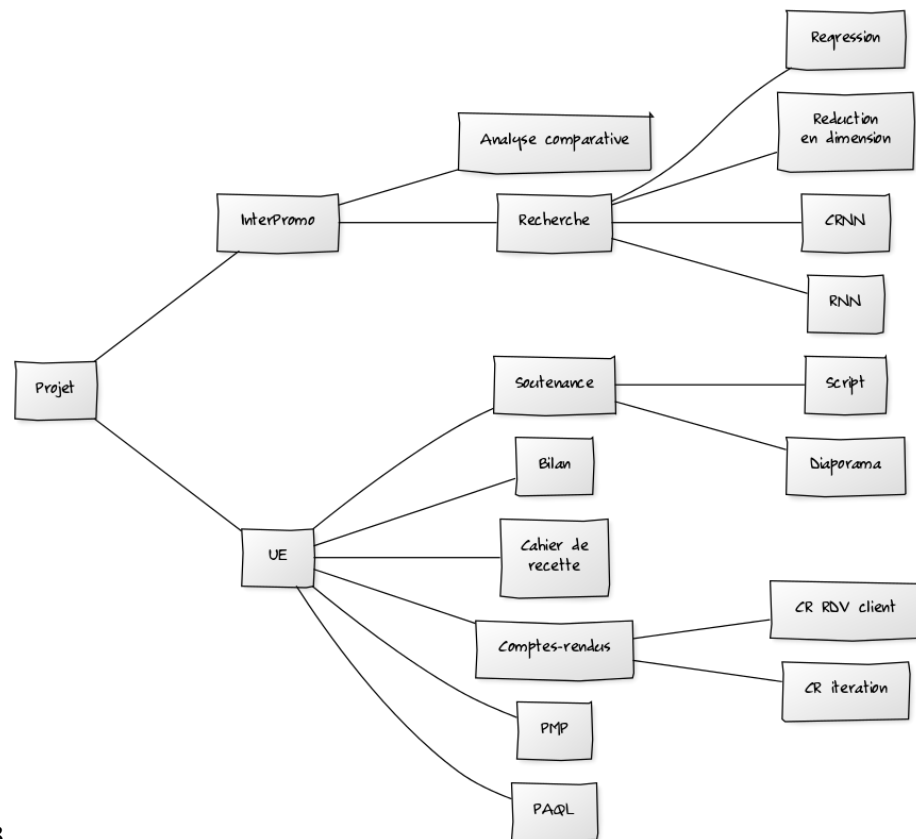 Regression
Reduction
en dimension
Analyse comparative
InterPromo
Recherche
CRNN
RNN
Projet
Soutenance
Script
Bilan
Diaporama
UE
Cahier de
recette
CR RDV client
Comptes-rendus
CR iteration
PMP
PAQL